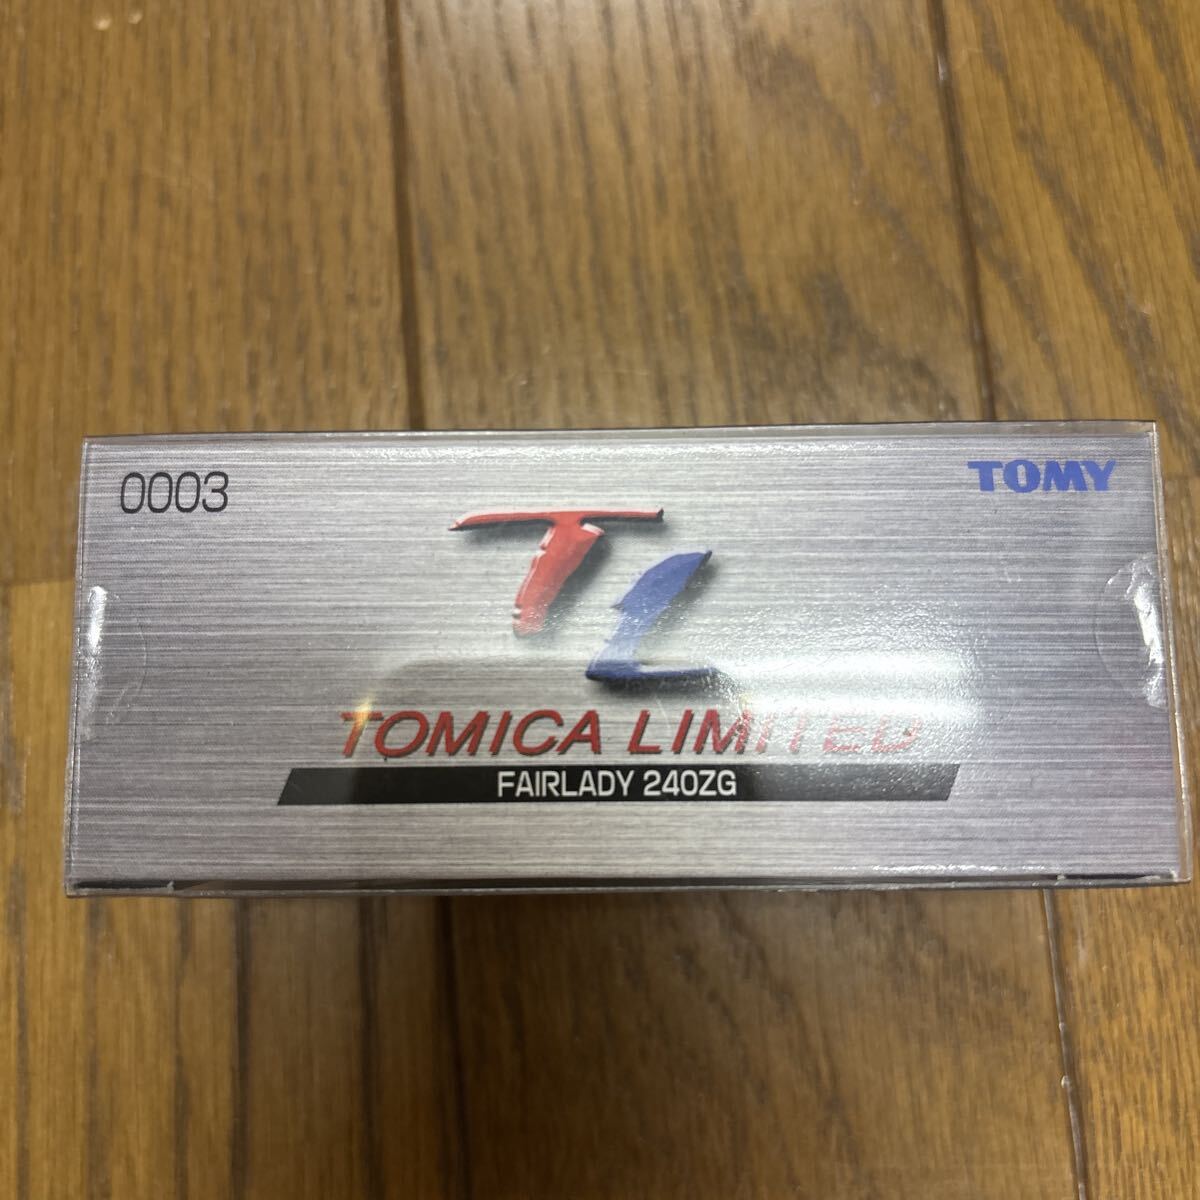 0003
TOMY
TL
TOMICA LIMITED
FAIRLADY 240ZG